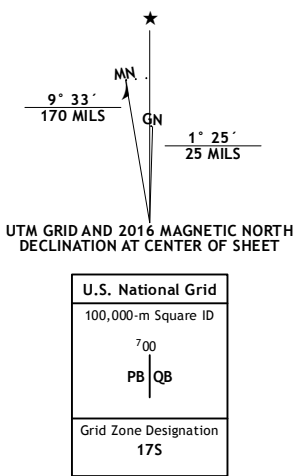 ★
MN
9° 33´
170 MILS
GN
1° 25´
25 MILS
UTM GRID AND 2016 MAGNETIC NORTH
DECLINATION AT CENTER OF SHEET
U.S. National Grid
100,000-m Square ID
⁷00
PB QB
Grid Zone Designation
17S